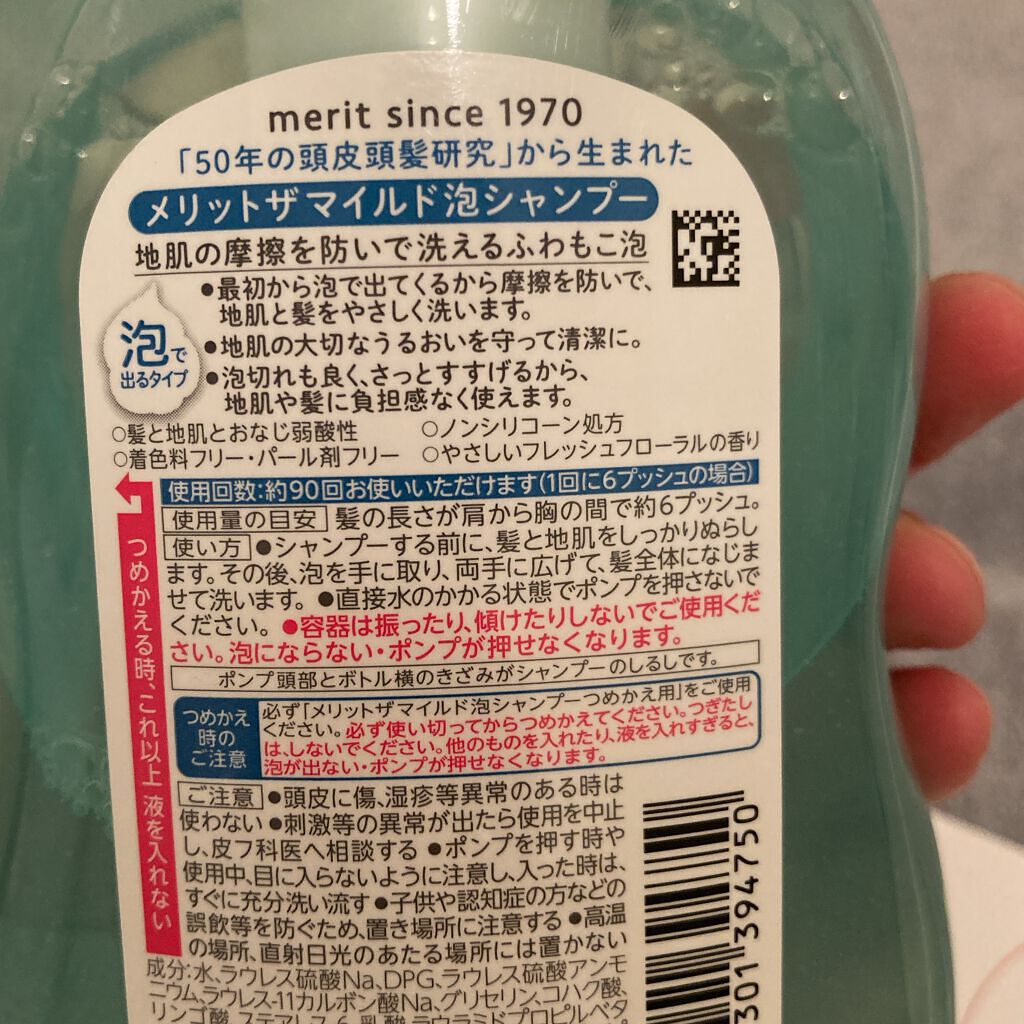 merit since 1970
「50年の頭皮頭髪研究」から生まれた
メリットザ マイルド泡シャンプー
地肌の摩擦を防いで洗えるふわもこ泡
●最初から泡で出てくるから摩擦を防いで、
地肌と髪をやさしく洗います。
●地肌の大切なうるおいを守って清潔に。
●泡切れも良く、さっとすすげるから、
地肌や髪に負担感なく使えます。
泡で
出るタイプ
○髪と地肌とおなじ弱酸性 ○ノンシリコーン処方
○着色料フリー・パール剤フリー ○やさしいフレッシュフローラルの香り
使用回数：約90回お使いいただけます（1回に6プッシュの場合）
使用量の目安 髪の長さが肩から胸の間で約6プッシュ。
使い方 ●シャンプーする前に、髪と地肌をしっかりぬらし
ます。その後、泡を手に取り、両手に広げて、髪全体になじま
せて洗います。 ●直接水のかかる状態でポンプを押さないで
ください。 ●容器は振ったり、傾けたりしないでご使用くだ
さい。泡にならない・ポンプが押せなくなります。
ポンプ頭部とボトル横のきざみがシャンプーのしるしです。
つめかえ
時の
ご注意
必ず「メリットザマイルド泡シャンプーつめかえ用」をご使用
ください。必ず使い切ってからつめかえてください。つぎたし
は、しないでください。他のものを入れたり、液を入れすぎると、
泡が出ない・ポンプが押せなくなります。
つめかえる時、これ以上 液を入れない
ご注意 ●頭皮に傷、湿疹等異常のある時は
使わない ●刺激等の異常が出たら使用を中止
し、皮フ科医へ相談する ●ポンプを押す時や
使用中、目に入らないように注意し、入った時は、
すぐに充分洗い流す ●子供や認知症の方などの
誤飲等を防ぐため、置き場所に注意する ●高温
の場所、直射日光のあたる場所には置かない
成分：水、ラウレス硫酸Na、DPG、ラウレス硫酸アンモ
ニウム、ラウレス-11カルボン酸Na、グリセリン、コハク酸、
リンゴ酸、ステアレス-6、乳酸、ラウラミドプロピルベタ
301 394750